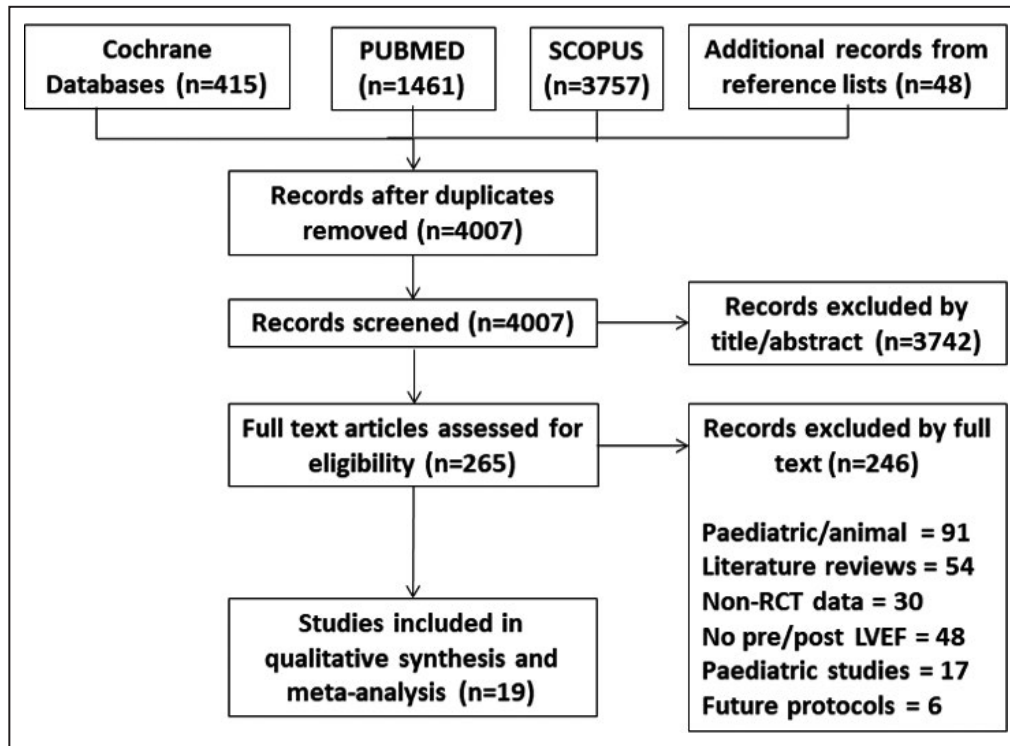 Cochrane
Databases (n=415)
PUBMED
(n=1461)
SCOPUS
(n=3757)
Additional records from
reference lists (n=48)
Records after duplicates
removed (n=4007)
Records screened (n=4007)
Records excluded by
title/abstract (n=3742)
Full text articles assessed for
eligibility (n=265)
Records excluded by full
text (n=246)
Paediatric/animal = 91
Literature reviews = 54
Non-RCT data = 30
No pre/post LVEF = 48
Paediatric studies = 17
Future protocols = 6
Studies included in
qualitative synthesis and
meta-analysis (n=19)